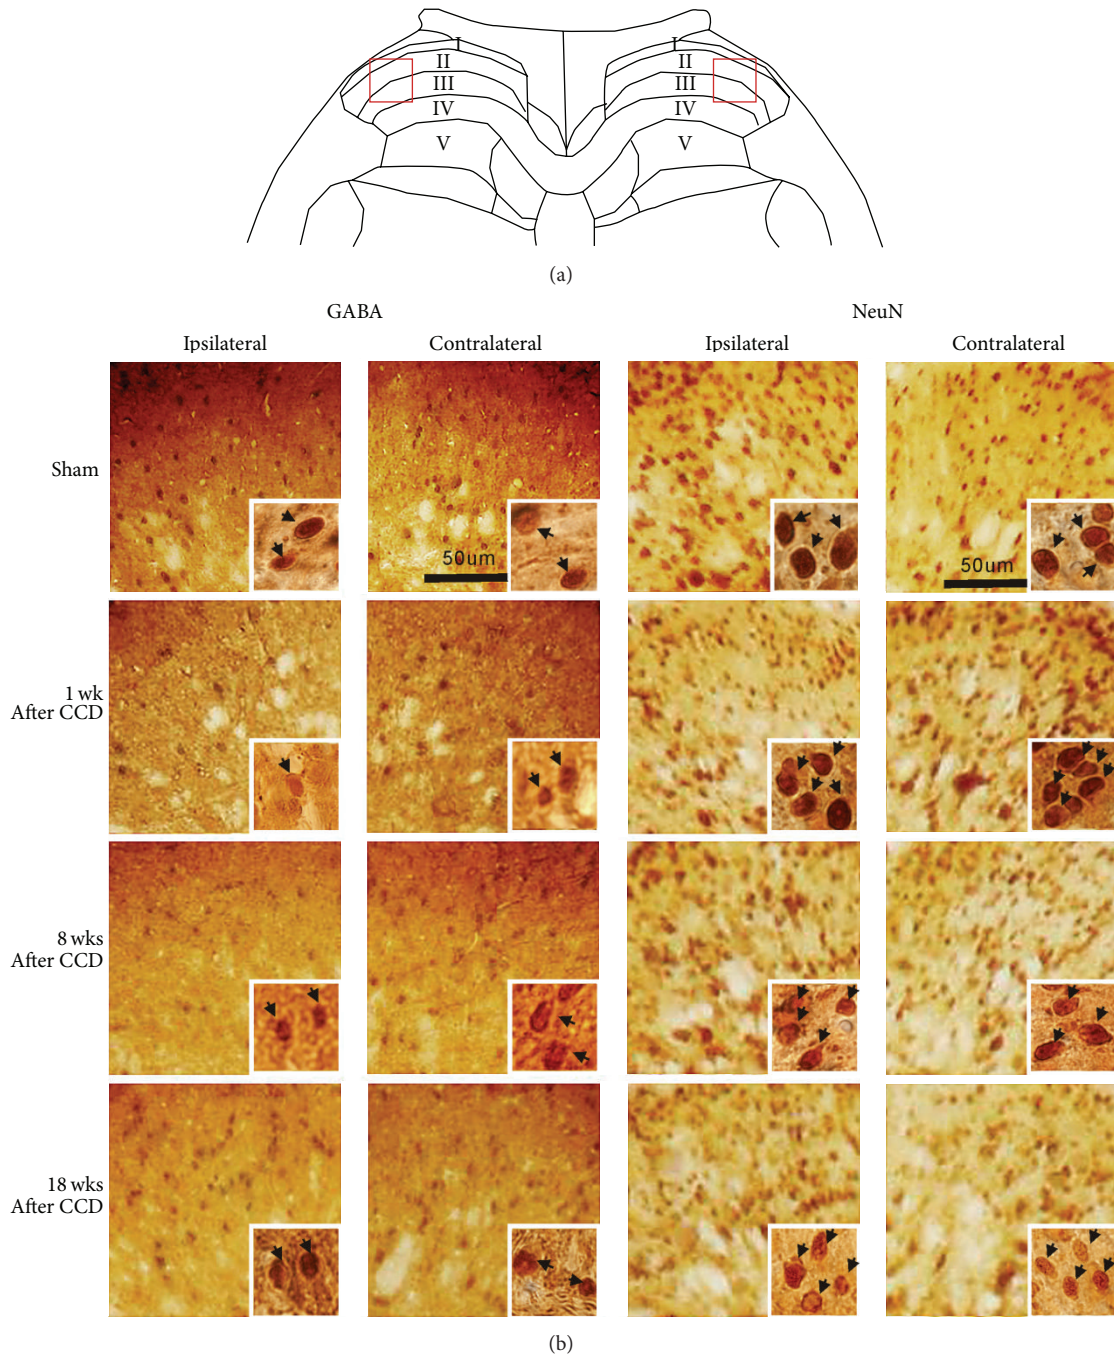 I I
II II
III III
IV IV
V V
(a)
GABA NeuN
Ipsilateral Contralateral Ipsilateral Contralateral
Sham
50um 50um
1 wk
After CCD
8 wks
After CCD
18 wks
After CCD
(b)